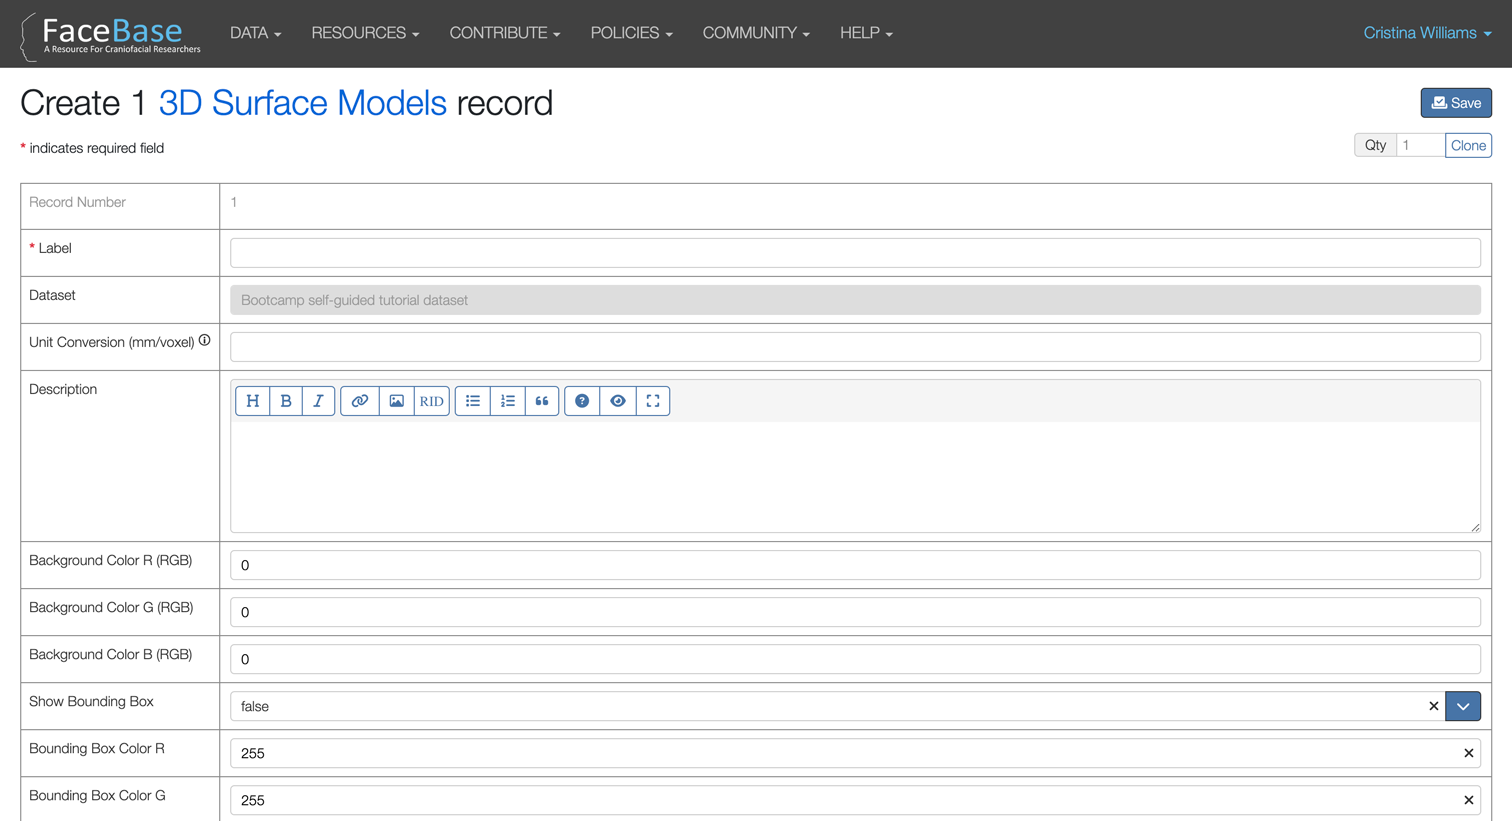 FaceBase
A Resource For Craniofacial Researchers
DATA RESOURCES CONTRIBUTE POLICIES COMMUNITY HELP
Cristina Williams
Create 1 3D Surface Models record
Save
* indicates required field
Qty 1 Clone
Record Number 1
* Label
Dataset Bootcamp self-guided tutorial dataset
Unit Conversion (mm/voxel)
Description
H B I RID
Background Color R (RGB) 0
Background Color G (RGB) 0
Background Color B (RGB) 0
Show Bounding Box false
Bounding Box Color R 255
Bounding Box Color G 255